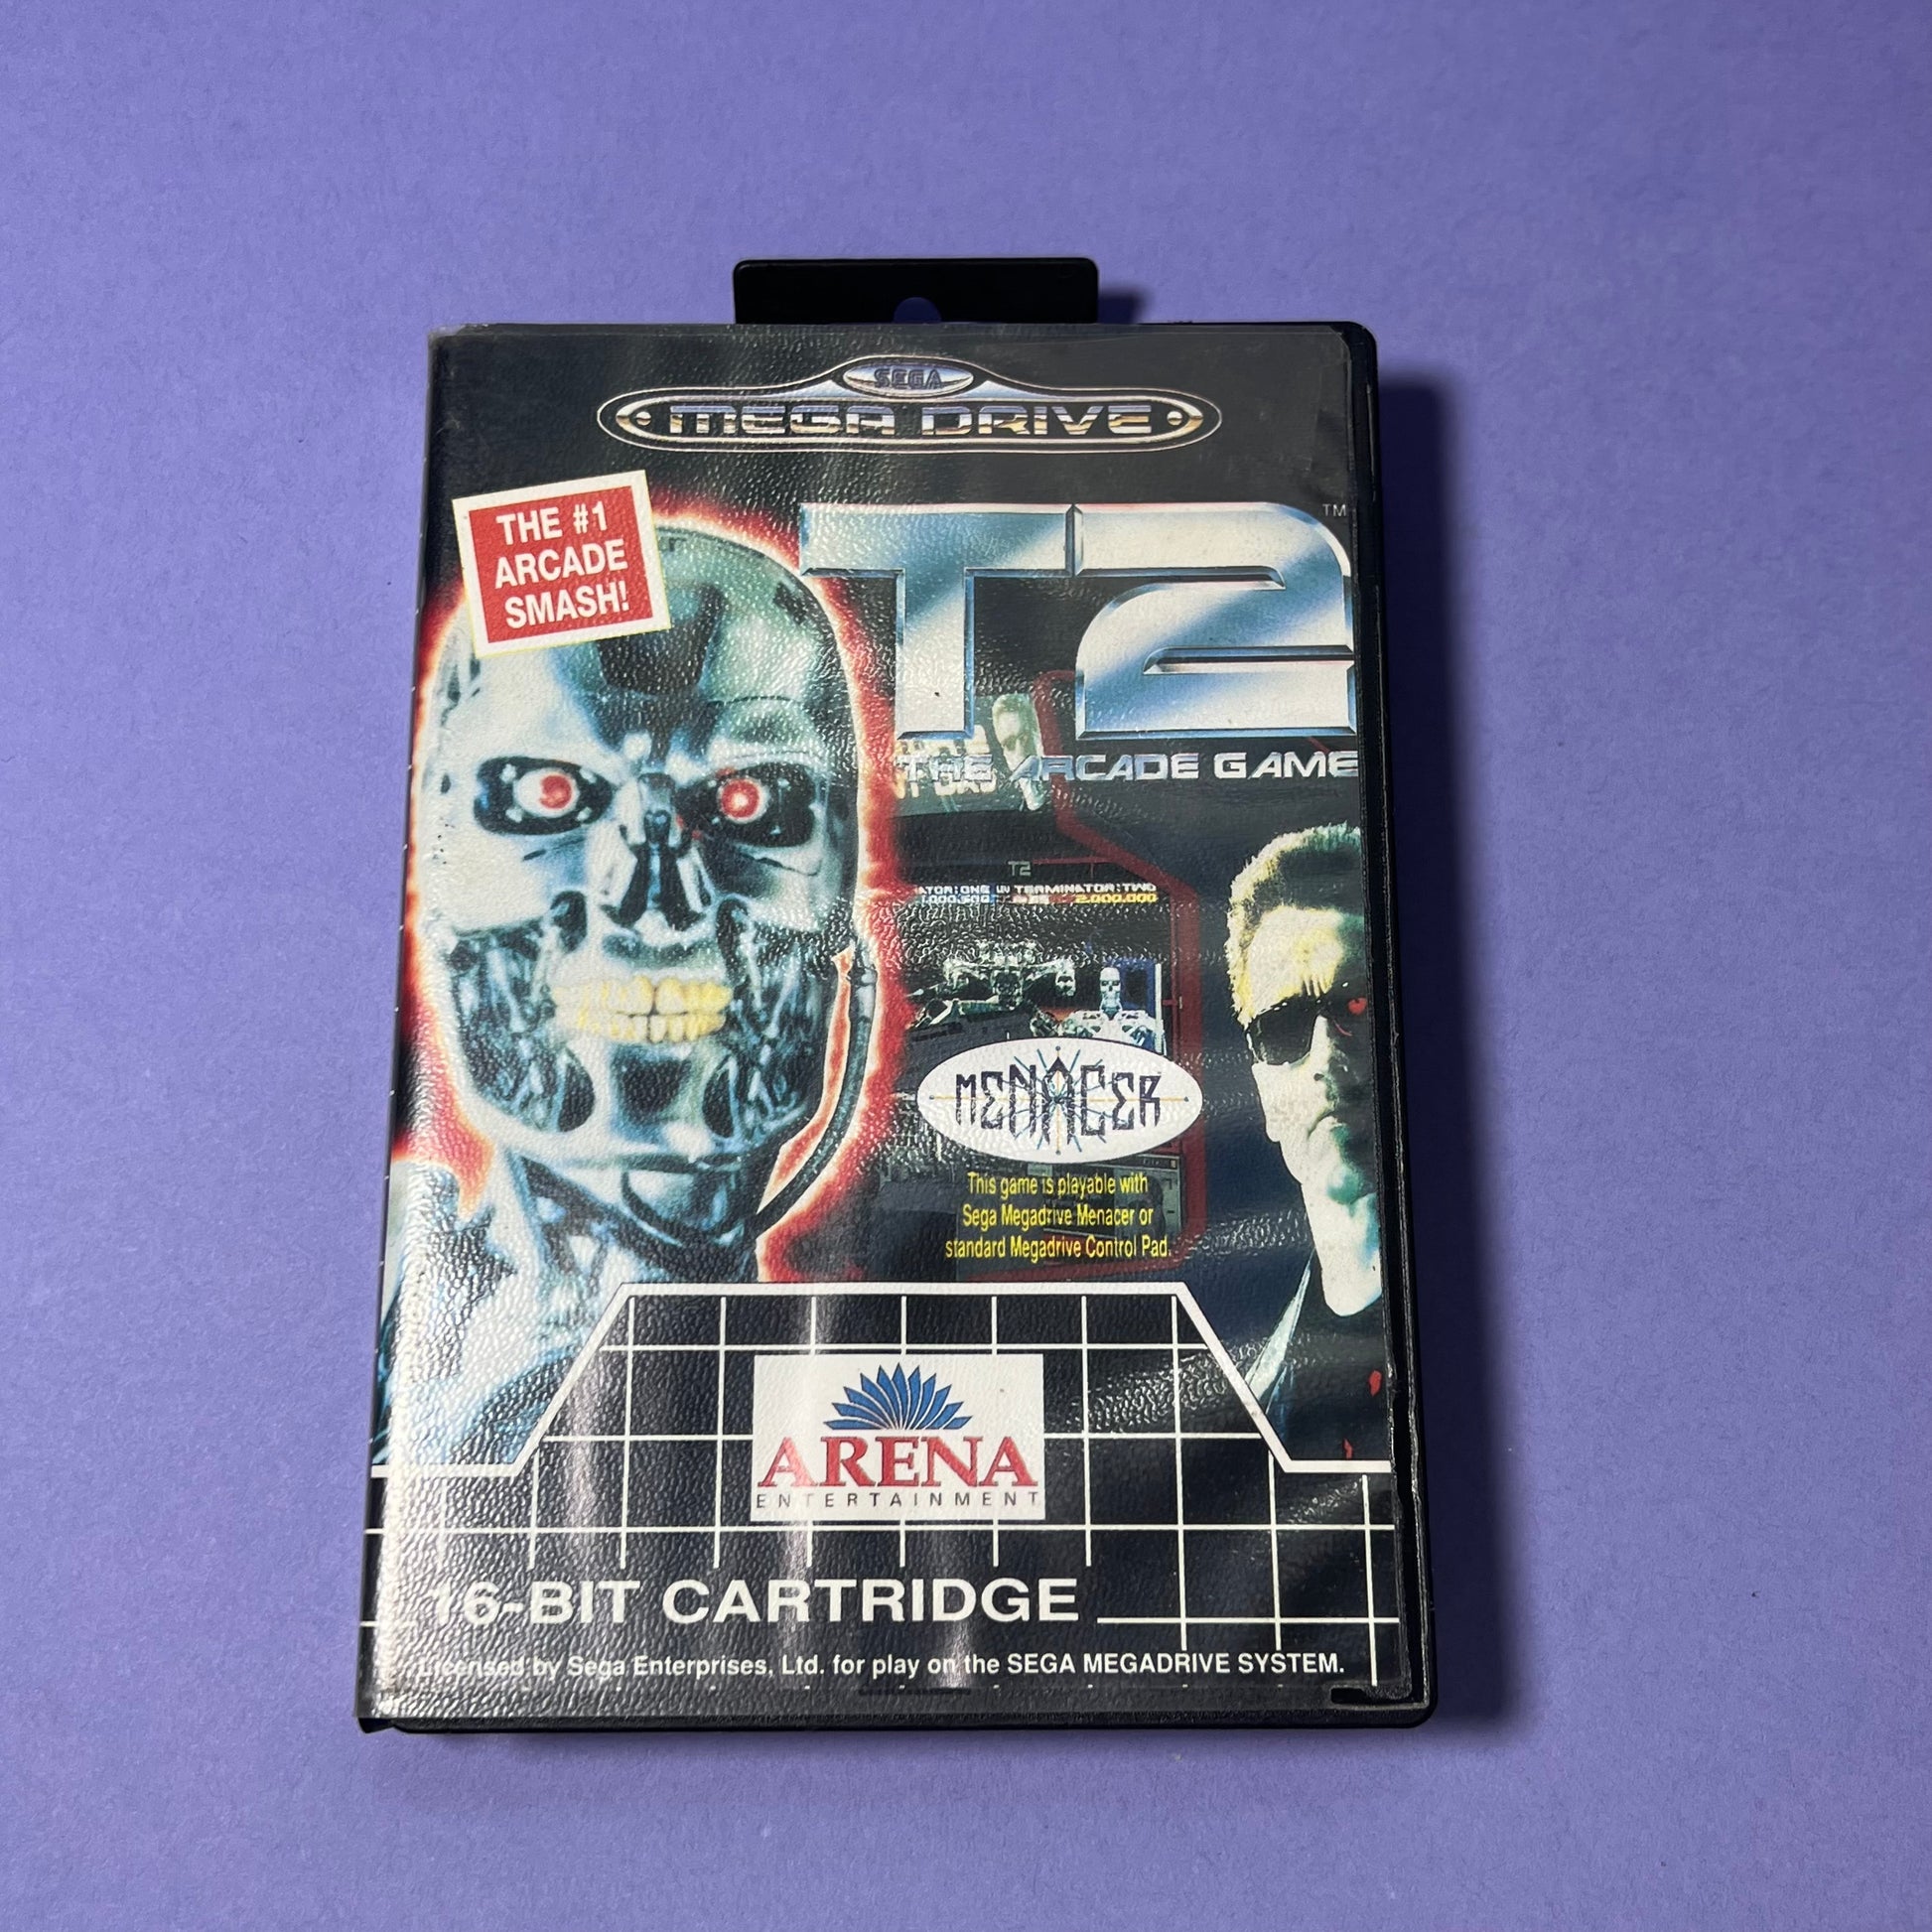 SEGA
MEGA DRIVE
THE #1
ARCADE
SMASH!
T2 TM
THE ARCADE GAME
T2
TERMINATOR:TWO
2.000.000
MENACER
This game is playable with
Sega Megadrive Menacer or
standard Megadrive Control Pad.
ARENA
ENTERTAINMENT
16-BIT CARTRIDGE
Licensed by Sega Enterprises, Ltd. for play on the SEGA MEGADRIVE SYSTEM.